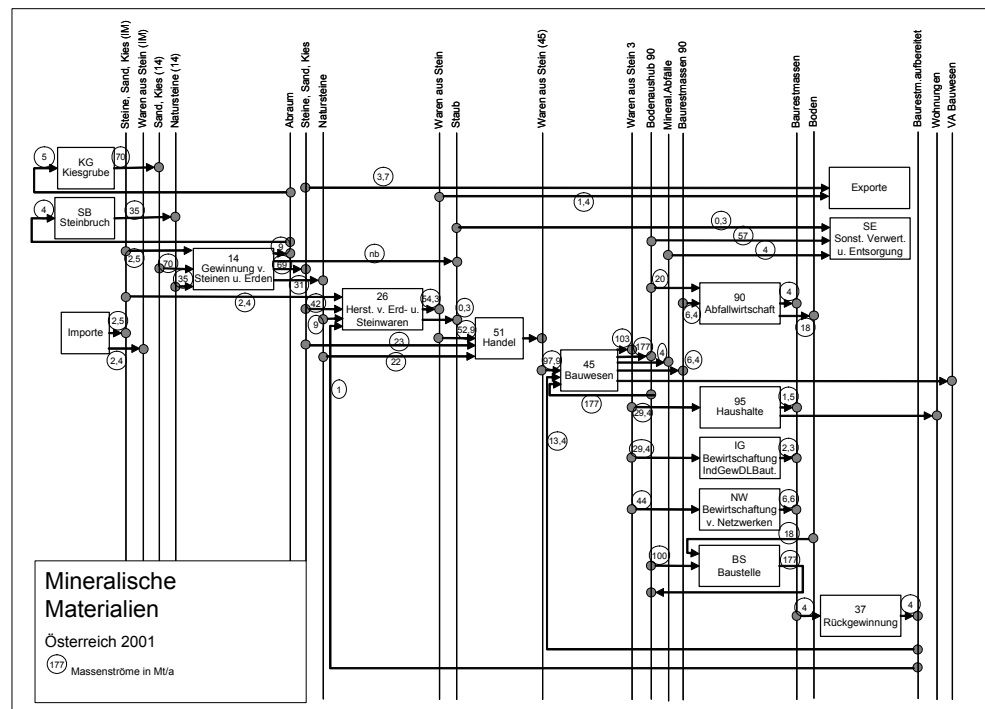 Steine, Sand, Kies (IM)
Waren aus Stein (IM)
Sand, Kies (14)
Natursteine (14)
Abraum
Steine, Sand, Kies
Natursteine
Waren aus Stein
Staub
Waren aus Stein (45)
Waren aus Stein 3
Bodenaushub 90
Mineral.Abfälle
Baurestmassen 90
Baurestmassen
Boden
Baurestm.aufbereitet
Wohnungen
VA Bauwesen
5
KG
Kiesgrube
70
4
SB
Steinbruch
35
3,7
1,4
Exporte
0,3
57
4
SE
Sonst. Verwert.
u. Entsorgung
2,5
70
35
14
Gewinnung v.
Steinen u. Erden
9
69
31
nb
2,4
Importe
2,5
2,4
42
9
26
Herst. v. Erd- u.
Steinwaren
54,3
0,3
52,9
23
22
1
51
Handel
97,9
177
13,4
45
Bauwesen
103
177
4
6,4
20
6,4
90
Abfallwirtschaft
4
18
29,4
95
Haushalte
1,5
29,4
IG
Bewirtschaftung
IndGewDLBaut.
2,3
44
NW
Bewirtschaftung
v. Netzwerken
6,6
18
100
BS
Baustelle
177
4
37
Rückgewinnung
4
Mineralische
Materialien
Österreich 2001
177 Massenströme in Mt/a